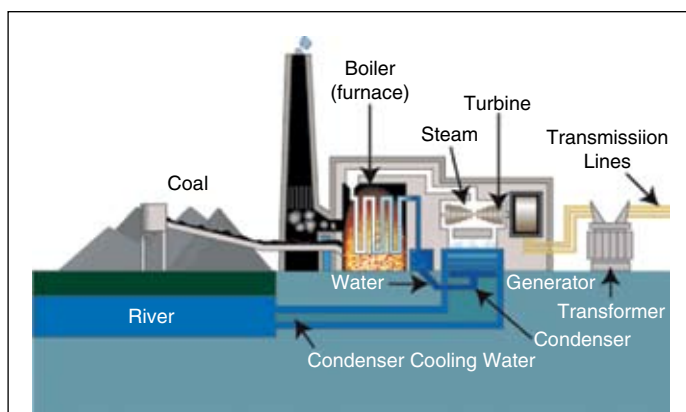 Boiler
(furnace)
Turbine
Steam
Transmissiion
Lines
Coal
Water
Generator
River
Transformer
Condenser
Condenser Cooling Water